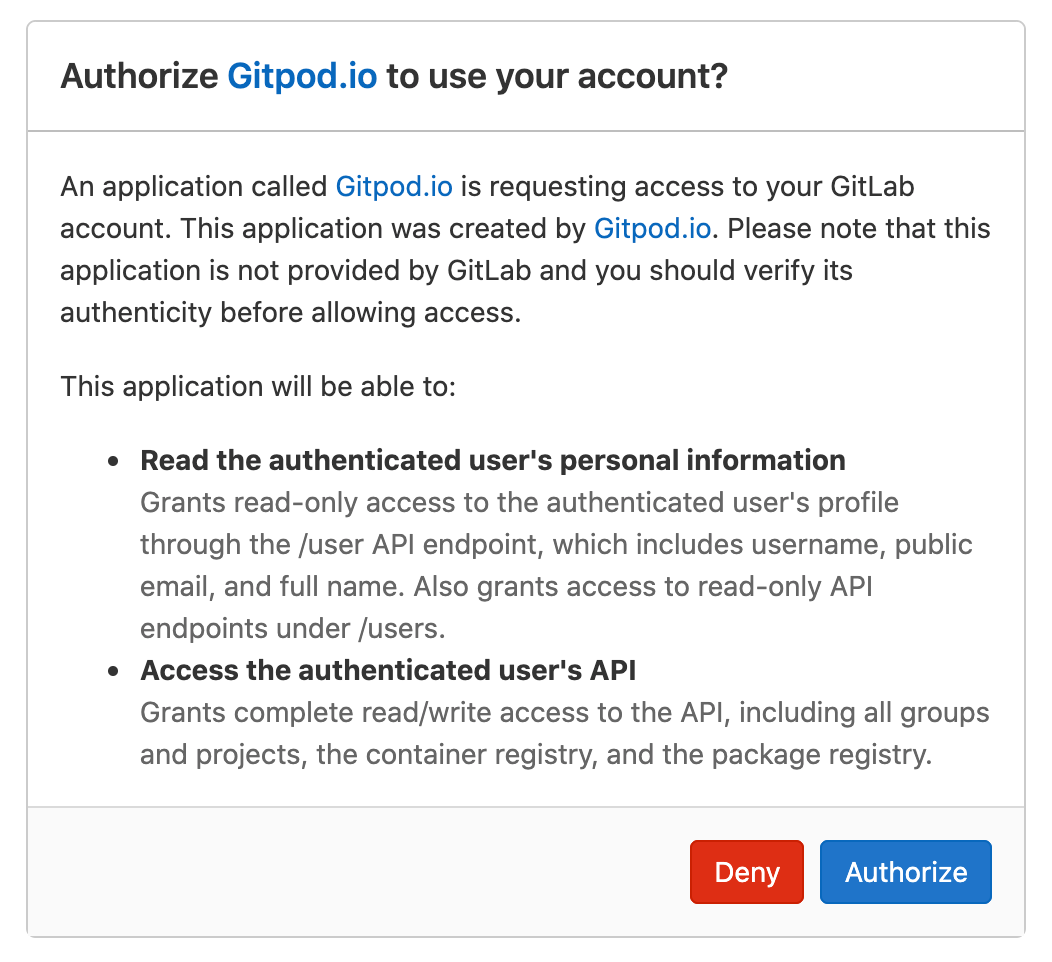 Authorize Gitpod.io to use your account?
An application called Gitpod.io is requesting access to your GitLab
account. This application was created by Gitpod.io. Please note that this
application is not provided by GitLab and you should verify its
authenticity before allowing access.
This application will be able to:
• Read the authenticated user's personal information
Grants read-only access to the authenticated user's profile
through the /user API endpoint, which includes username, public
email, and full name. Also grants access to read-only API
endpoints under /users.
• Access the authenticated user's API
Grants complete read/write access to the API, including all groups
and projects, the container registry, and the package registry.
Deny Authorize